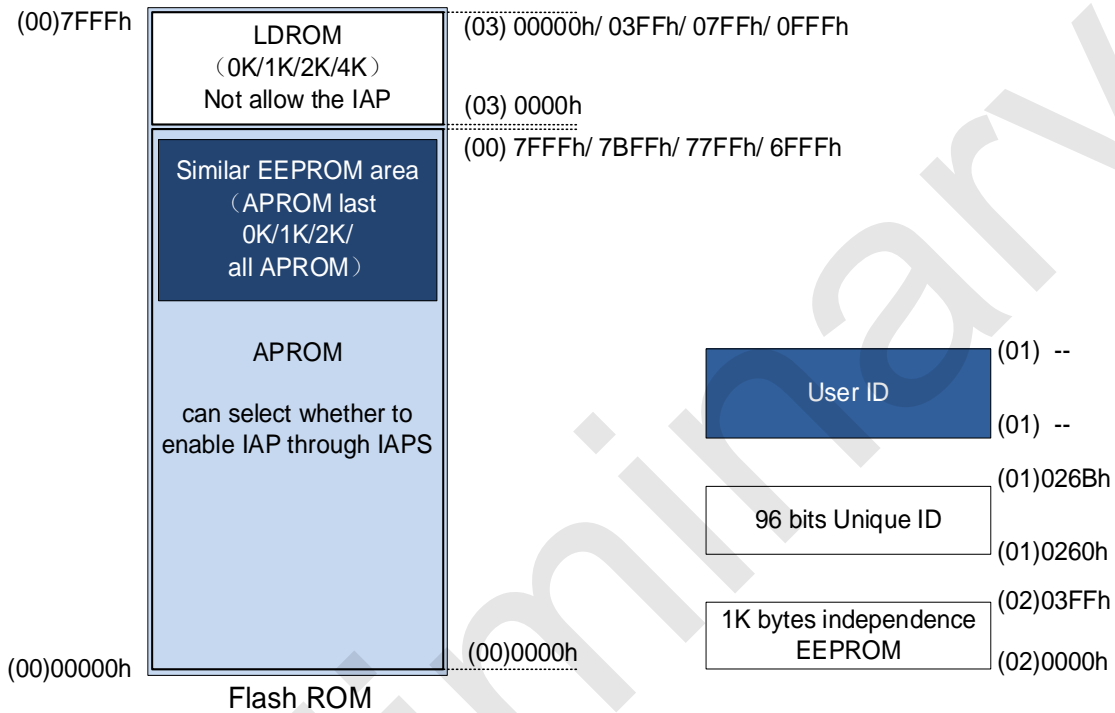 (00)7FFFh
LDROM
（0K/1K/2K/4K）
Not allow the IAP
(03) 00000h/ 03FFh/ 07FFh/ 0FFFh
(03) 0000h
(00) 7FFFh/ 7BFFh/ 77FFh/ 6FFFh
Similar EEPROM area
（APROM last
0K/1K/2K/
all APROM）
APROM
can select whether to
enable IAP through IAPS
(00)0000h
(00)00000h
Flash ROM
(01) --
User ID
(01) --
(01)026Bh
96 bits Unique ID
(01)0260h
(02)03FFh
1K bytes independence
EEPROM
(02)0000h
iminary